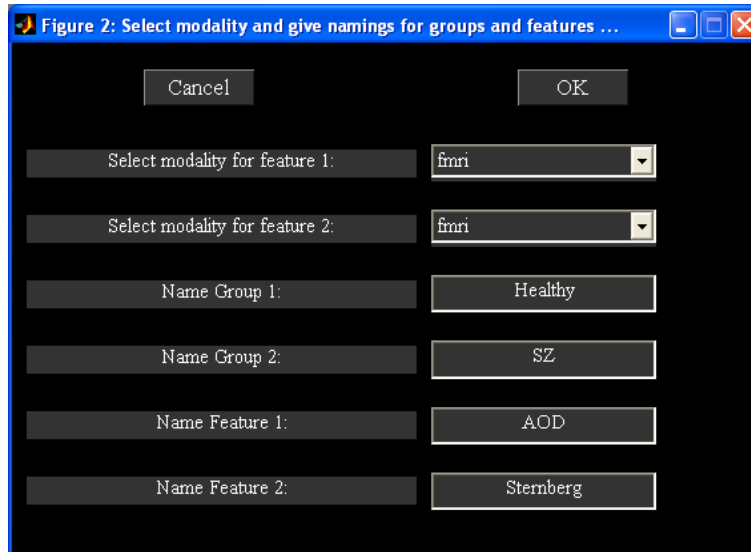 Figure 2: Select modality and give namings for groups and features ...
Cancel OK
Select modality for feature 1: fmri
Select modality for feature 2: fmri
Name Group 1: Healthy
Name Group 2: SZ
Name Feature 1: AOD
Name Feature 2: Sternberg